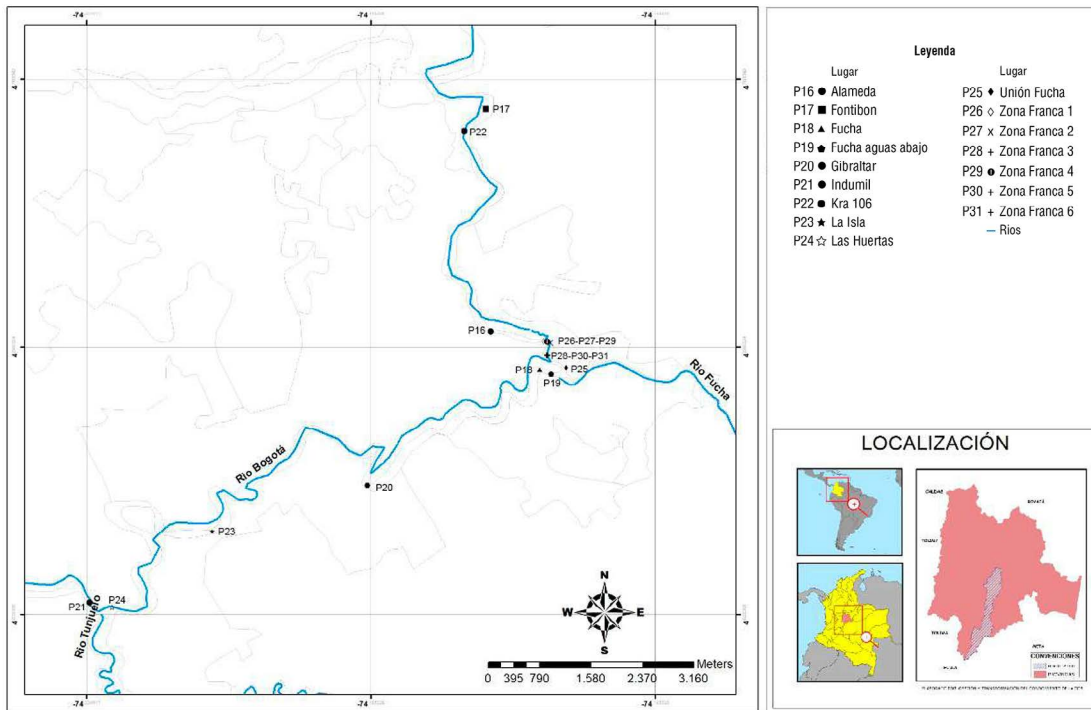 -74
-74
-74
4
4
4
4
4
4
P17
P22
P16
P26-P27-P29
P28-P30-P31
P18
P25
P19
Rio Fucha
Rio Bogotá
P20
P23
P24
P21
Rio Tunjuelo
N
W E
S
Meters
0 395 790 1.580 2.370 3.160
-74
-74
-74
Leyenda
Lugar
P16 Alameda
P17 Fontibon
P18 Fucha
P19 Fucha aguas abajo
P20 Gibraltar
P21 Indumil
P22 Kra 106
P23 La Isla
P24 Las Huertas
Lugar
P25 Unión Fucha
P26 Zona Franca 1
P27 x Zona Franca 2
P28 + Zona Franca 3
P29 Zona Franca 4
P30 + Zona Franca 5
P31 + Zona Franca 6
Rios
LOCALIZACIÓN
CALDAS
BOYACÁ
TOLIMA
META
CONVENCIONES